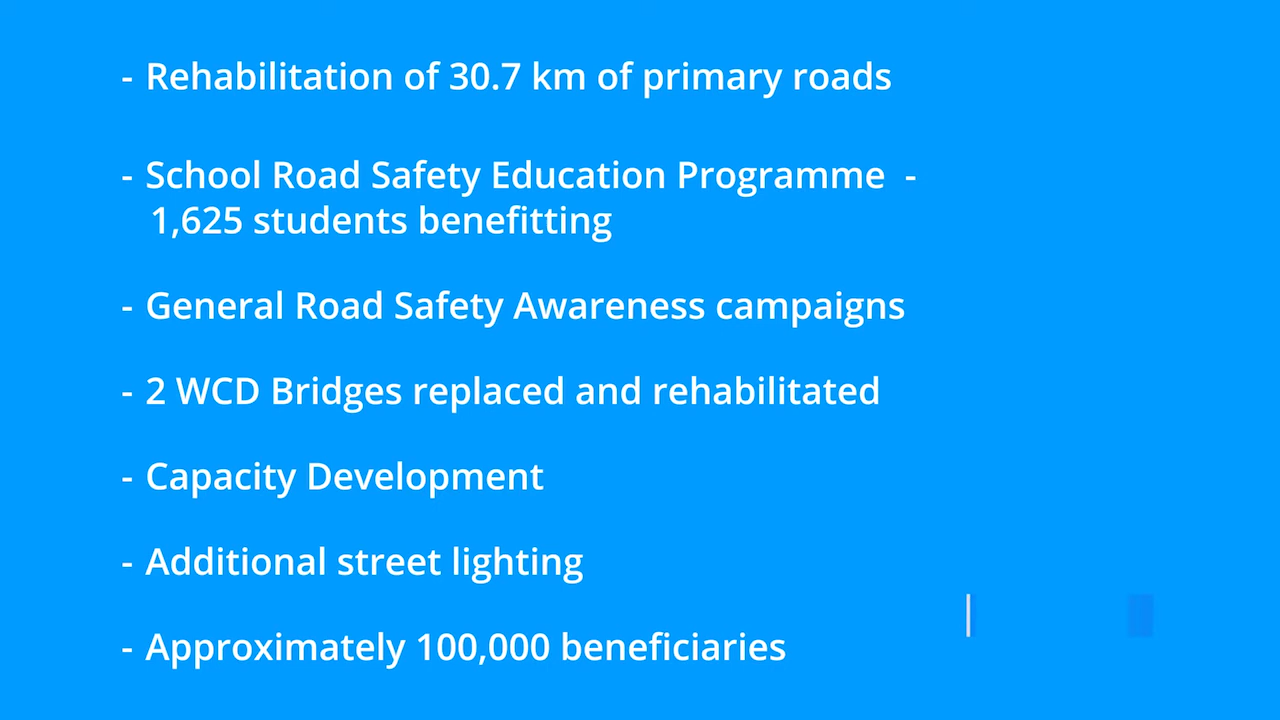 - Rehabilitation of 30.7 km of primary roads
- School Road Safety Education Programme  -
1,625 students benefitting
- General Road Safety Awareness campaigns
- 2 WCD Bridges replaced and rehabilitated
- Capacity Development
- Additional street lighting
- Approximately 100,000 beneficiaries